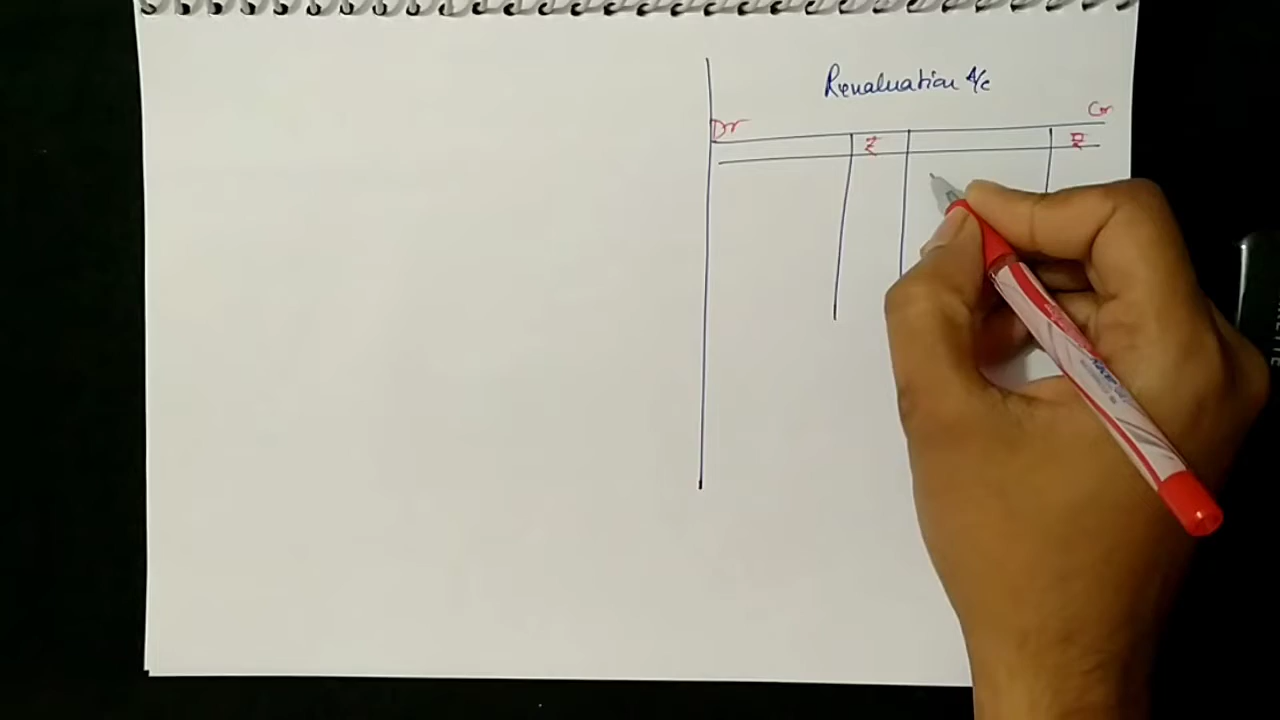 Revaluation A/c
Dr
Cr
₹
₹